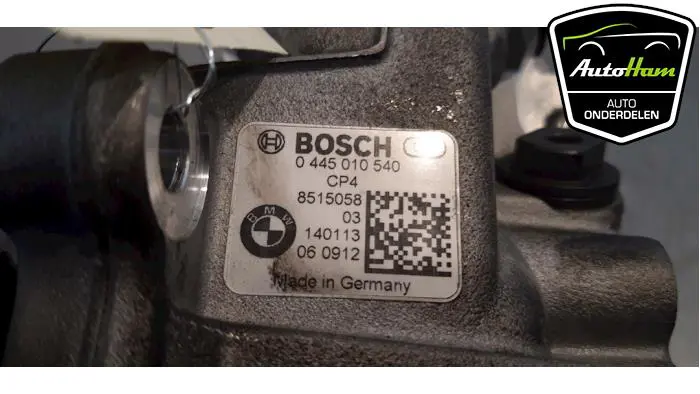 AutoHam
AUTO
ONDERDELEN
BOSCH
0 445 010 540
CP4
8515058
03
BMW
140113
06 0912
Made in Germany